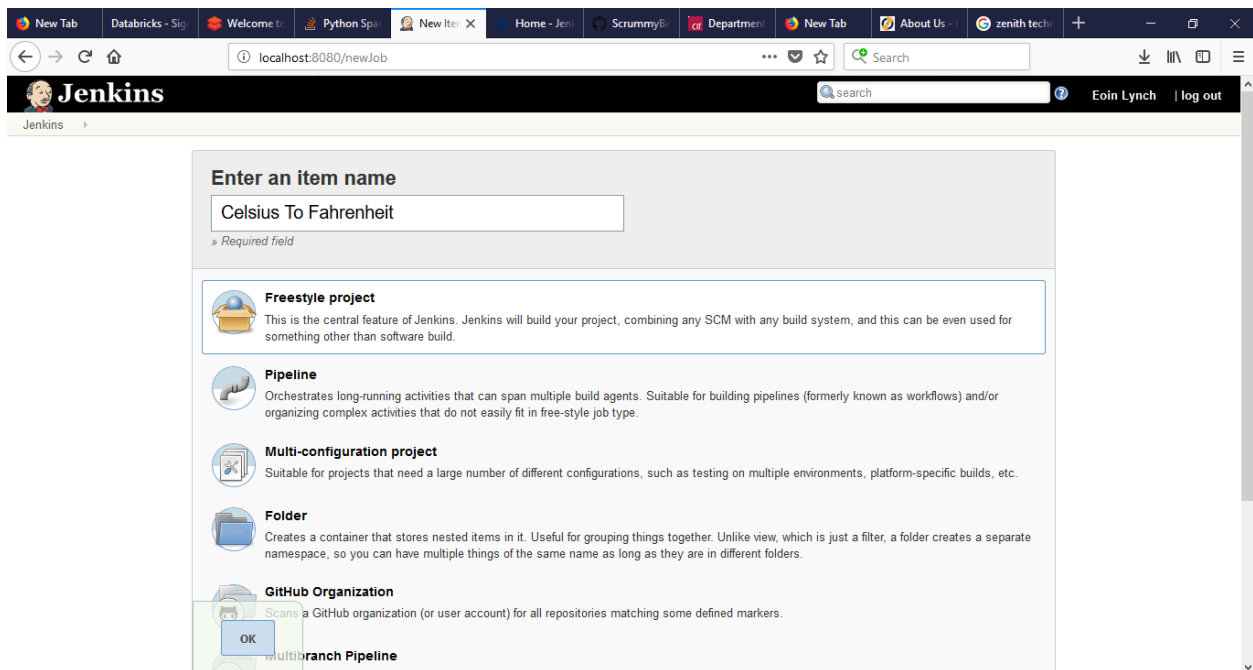 New Tab
Databricks - Sig
Welcome to
Python Spa
New Iter
Home - Jen
ScrummyB
Department
New Tab
About Us -
zenith techn
localhost:8080/newJob
Search
Jenkins
search
Eoin Lynch | log out
Jenkins
Enter an item name
Celsius To Fahrenheit
» Required field
Freestyle project
This is the central feature of Jenkins. Jenkins will build your project, combining any SCM with any build system, and this can be even used for
something other than software build.
Pipeline
Orchestrates long-running activities that can span multiple build agents. Suitable for building pipelines (formerly known as workflows) and/or
organizing complex activities that do not easily fit in free-style job type.
Multi-configuration project
Suitable for projects that need a large number of different configurations, such as testing on multiple environments, platform-specific builds, etc.
Folder
Creates a container that stores nested items in it. Useful for grouping things together. Unlike view, which is just a filter, a folder creates a separate
namespace, so you can have multiple things of the same name as long as they are in different folders.
GitHub Organization
Scans a GitHub organization (or user account) for all repositories matching some defined markers.
OK
Multibranch Pipeline